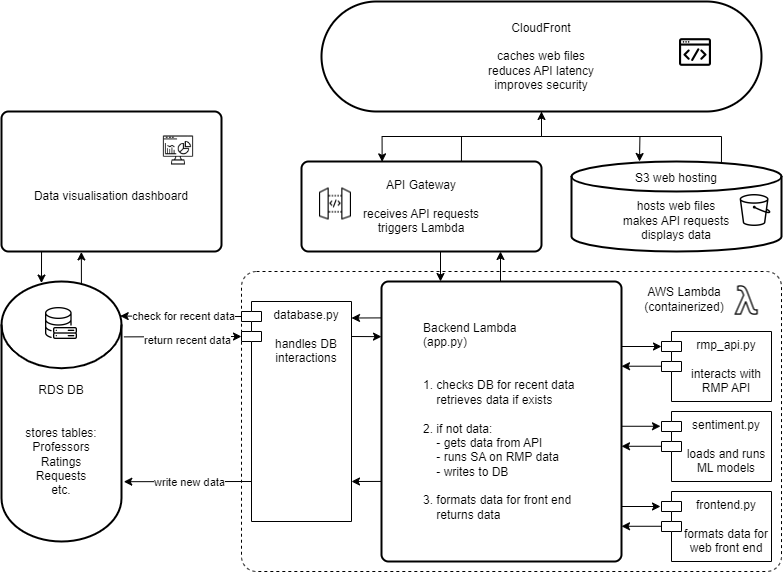 CloudFront
caches web files
reduces API latency
improves security
Data visualisation dashboard
API Gateway
receives API requests
triggers Lambda
S3 web hosting
hosts web files
makes API requests
displays data
AWS Lambda
(containerized)
RDS DB
stores tables:
Professors
Ratings
Requests
etc.
check for recent data
return recent data
write new data
database.py
handles DB
interactions
Backend Lambda
(app.py)
1. checks DB for recent data
retrieves data if exists
2. if not data:
- gets data from API
- runs SA on RMP data
- writes to DB
3. formats data for front end
returns data
rmp_api.py
interacts with
RMP API
sentiment.py
loads and runs
ML models
frontend.py
formats data for
web front end